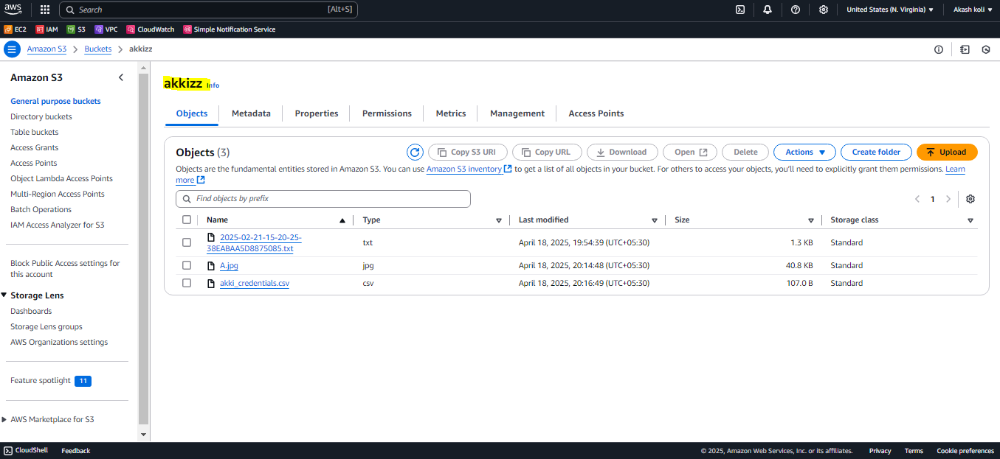 aws
Search [Alt+S] United States (N. Virginia) Akash koli
EC2 IAM S3 VPC CloudWatch Simple Notification Service
Amazon S3 > Buckets > akkizz
Amazon S3
General purpose buckets
Directory buckets
Table buckets
Access Grants
Access Points
Object Lambda Access Points
Multi-Region Access Points
Batch Operations
IAM Access Analyzer for S3
Block Public Access settings for
this account
Storage Lens
Dashboards
Storage Lens groups
AWS Organizations settings
Feature spotlight 11
AWS Marketplace for S3
akkizz Info
Objects Metadata Properties Permissions Metrics Management Access Points
Objects (3) Copy S3 URI Copy URL Download Open Delete Actions Create folder Upload
Objects are the fundamental entities stored in Amazon S3. You can use Amazon S3 inventory to get a list of all objects in your bucket. For others to access your objects, you'll need to explicitly grant them permissions. Learn
more
Find objects by prefix 1
Name Type Last modified Size Storage class
2025-02-21-15-20-25-
38EABAA5D8875085.txt txt April 18, 2025, 19:54:39 (UTC+05:30) 1.3 KB Standard
A.jpg jpg April 18, 2025, 20:14:48 (UTC+05:30) 40.8 KB Standard
akki_credentials.csv csv April 18, 2025, 20:16:49 (UTC+05:30) 107.0 B Standard
CloudShell Feedback © 2025, Amazon Web Services, Inc. or its affiliates. Privacy Terms Cookie preferences